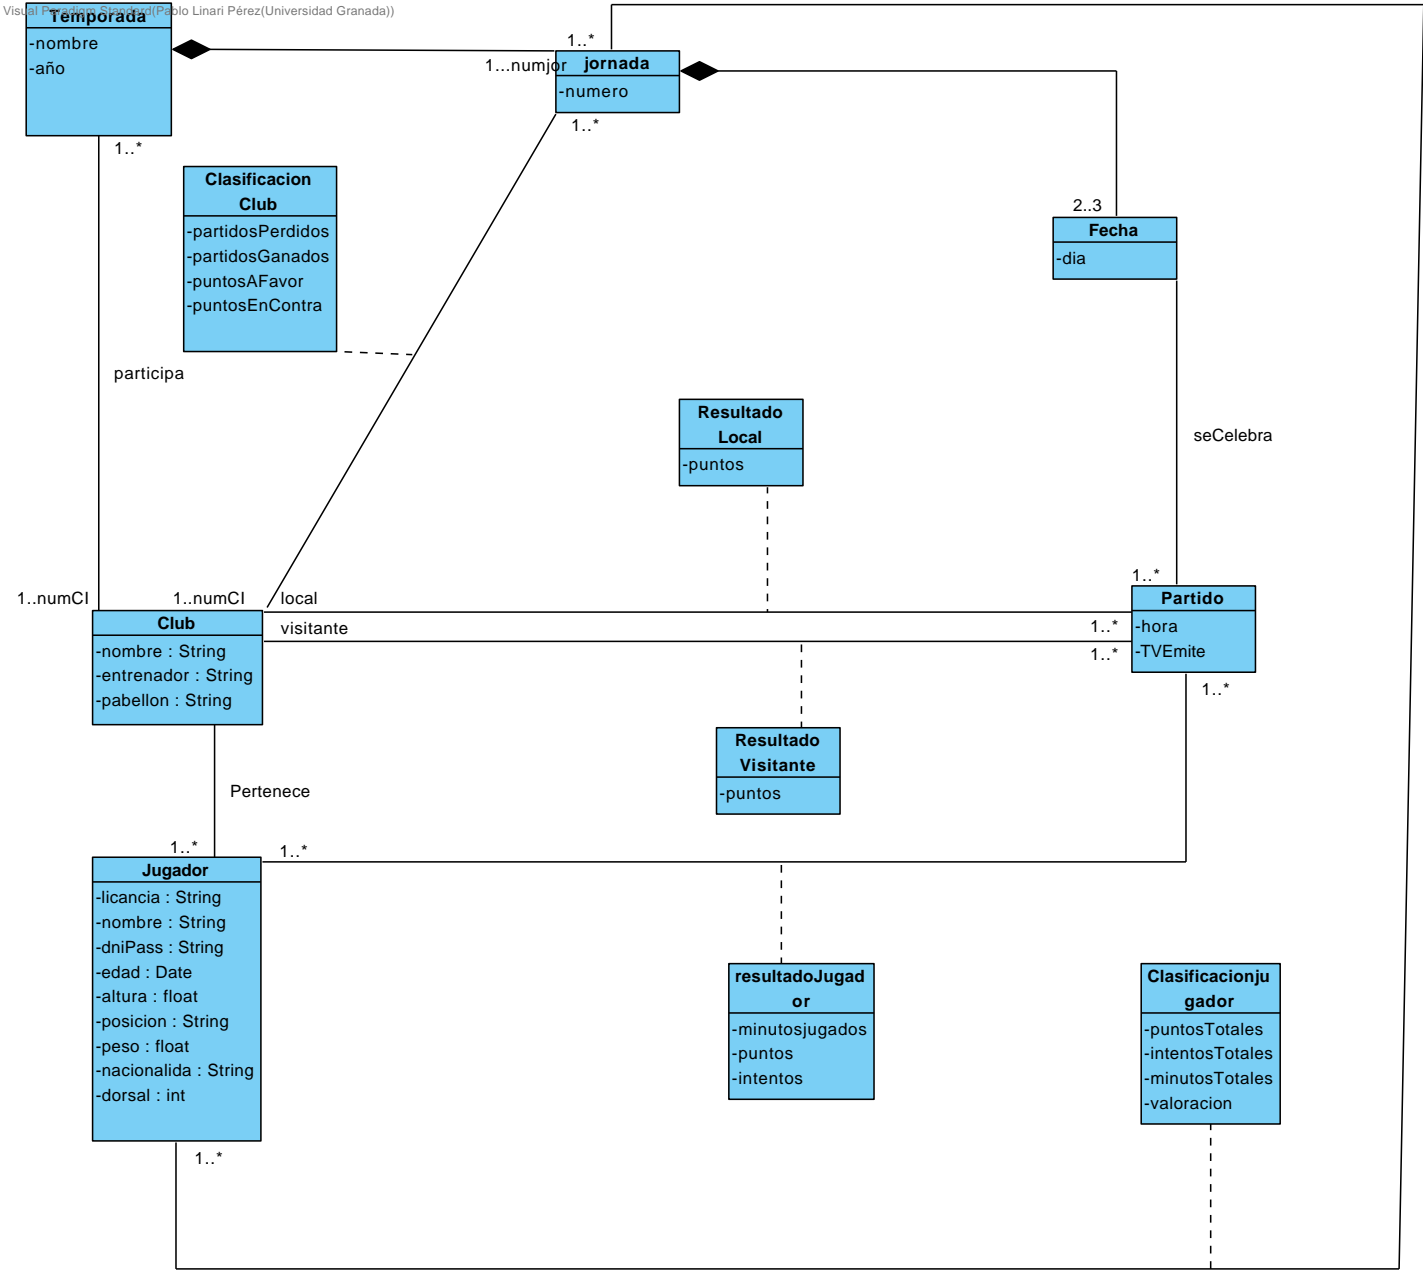 Visual Paradigm Standard(Pablo Linari Pérez(Universidad Granada))
Temporada
-nombre
-año
1..*
1...numjor
1..*
jornada
-numero
1..*
Clasificacion
Club
-partidosPerdidos
-partidosGanados
-puntosAFavor
-puntosEnContra
2..3
Fecha
-dia
participa
Resultado
Local
-puntos
seCelebra
1..numCl
1..numCl
local
visitante
Club
-nombre : String
-entrenador : String
-pabellon : String
1..*
1..*
1..*
Partido
-hora
-TVEmite
1..*
Resultado
Visitante
-puntos
Pertenece
1..*
1..*
Jugador
-licancia : String
-nombre : String
-dniPass : String
-edad : Date
-altura : float
-posicion : String
-peso : float
-nacionalida : String
-dorsal : int
1..*
resultadoJugad
or
-minutosjugados
-puntos
-intentos
Clasificacionju
gador
-puntosTotales
-intentosTotales
-minutosTotales
-valoracion